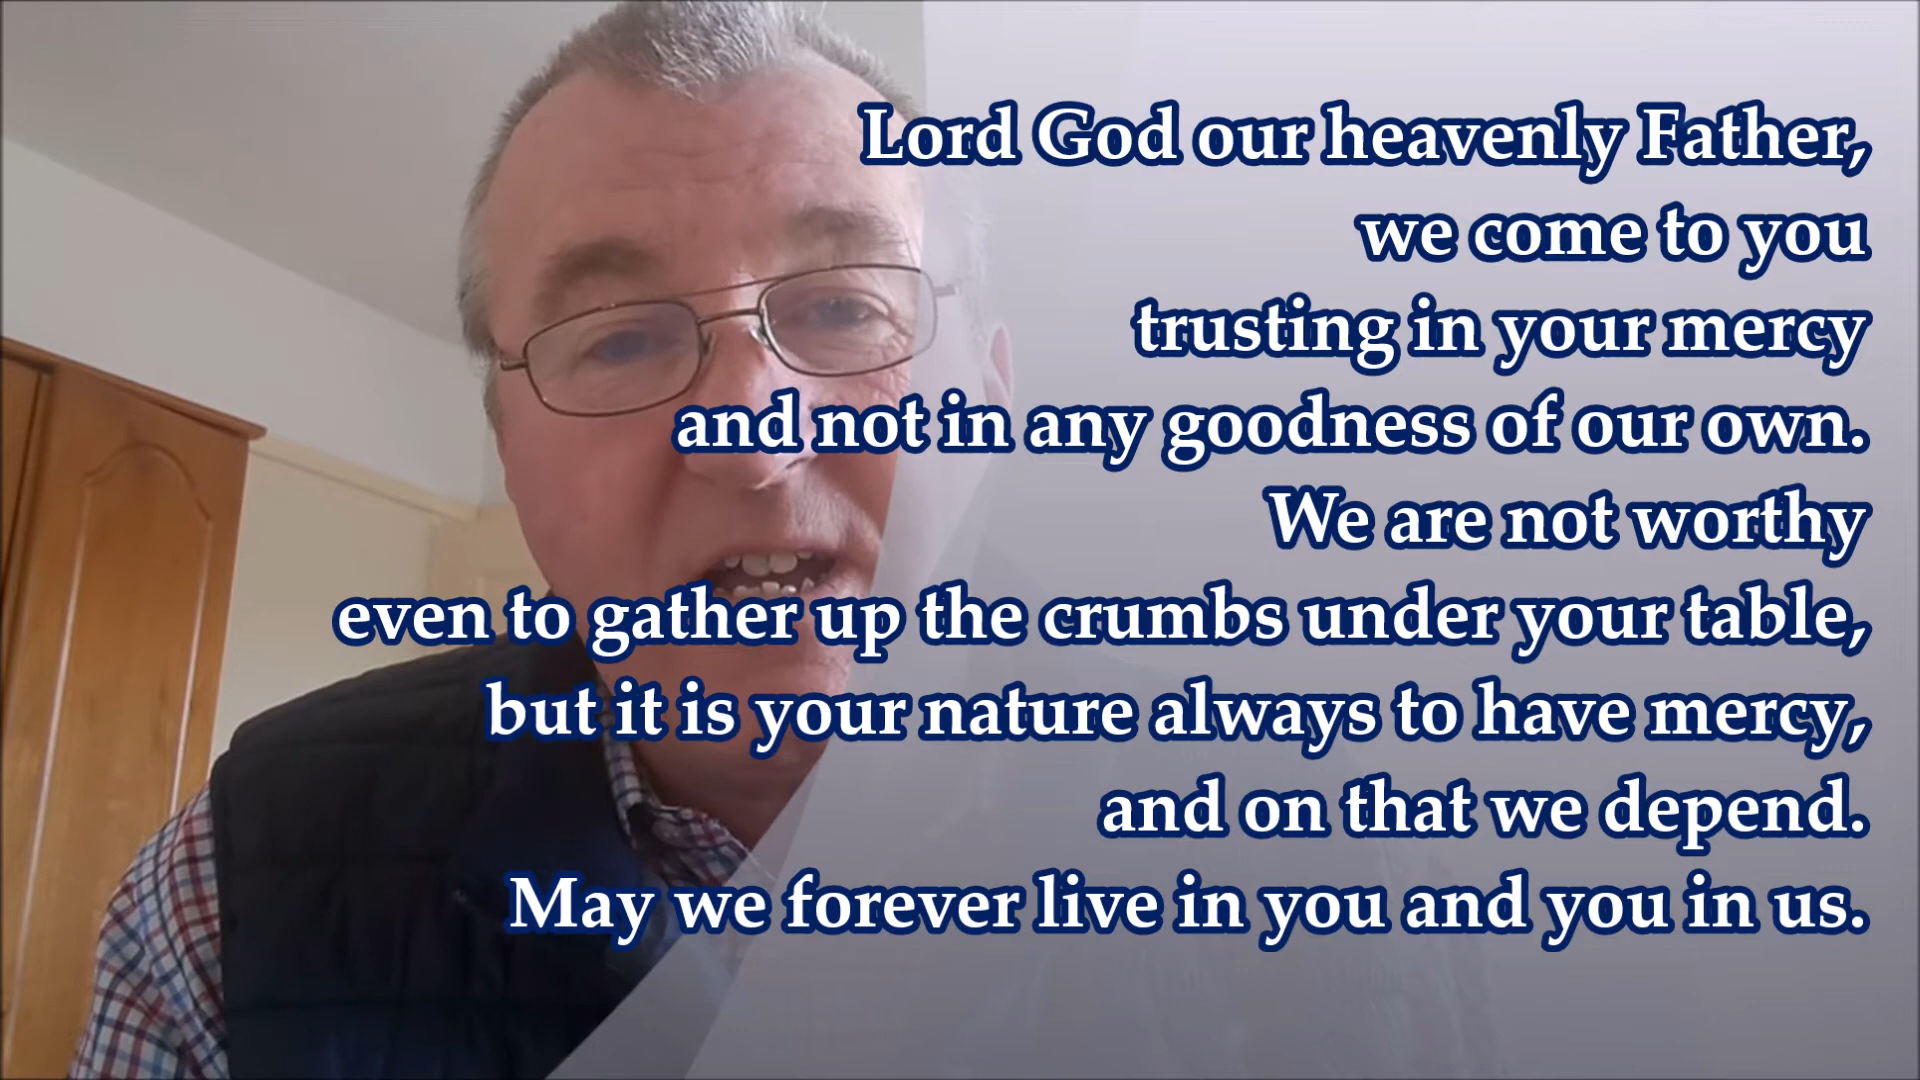 Lord God our heavenly Father,
we come to you
trusting in your mercy
and not in any goodness of our own.
We are not worthy
even to gather up the crumbs under your table,
but it is your nature always to have mercy,
and on that we depend.
May we forever live in you and you in us.